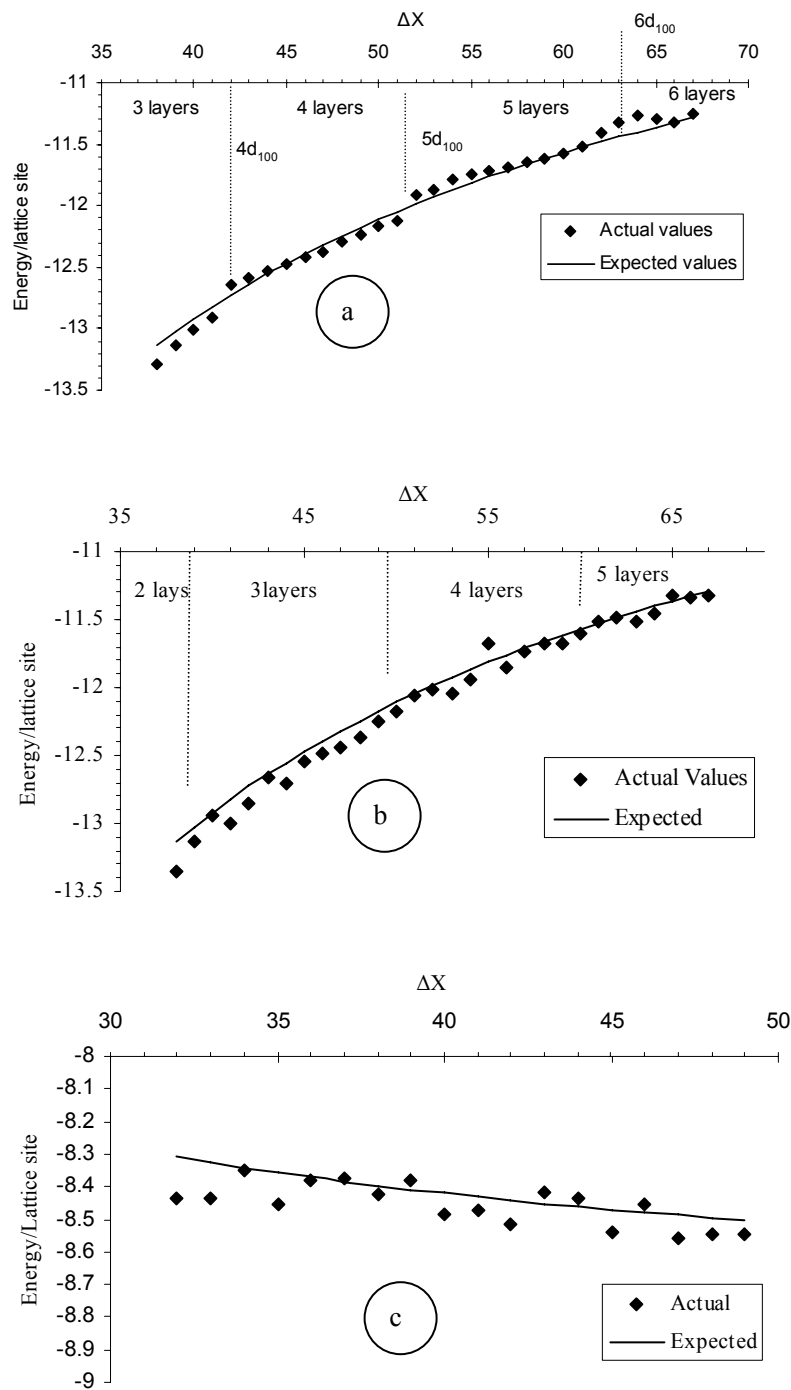 ΔX
6d100
35 40 45 50 55 60 65 70
-11
3 layers 4 layers 5 layers 6 layers
4d100
5d100
-11.5
-12
-12.5
-13
-13.5
Energy/lattice site
Actual values
Expected values
a
ΔX
35 45 55 65
-11
2 lays 3layers 4 layers 5 layers
-11.5
-12
-12.5
-13
-13.5
Energy/lattice site
Actual Values
Expected
b
ΔX
30 35 40 45 50
-8
-8.1
-8.2
-8.3
-8.4
-8.5
-8.6
-8.7
-8.8
-8.9
-9
Energy/Lattice site
Actual
Expected
c